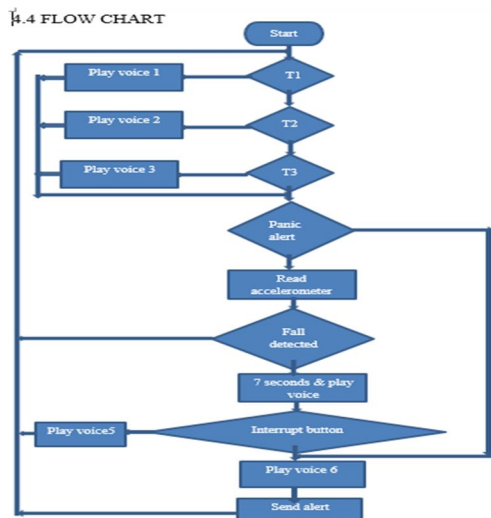 4.4 FLOW CHART
Start
Play voice 1
T1
Play voice 2
T2
Play voice 3
T3
Panic
alert
Read
accelerometer
Fall
detected
7 seconds & play
voice
Play voice5
Interrupt button
Play voice 6
Send alert